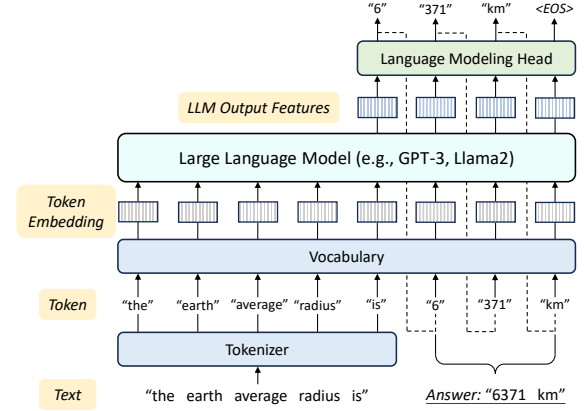 “6” “371” “km” <EOS>
Language Modeling Head
LLM Output Features
Large Language Model (e.g., GPT-3, Llama2)
Token
Embedding
Vocabulary
Token “the” “earth” “average” “radius” “is” “6” “371” “km”
Tokenizer
Text “the earth average radius is” Answer: “6371 km”